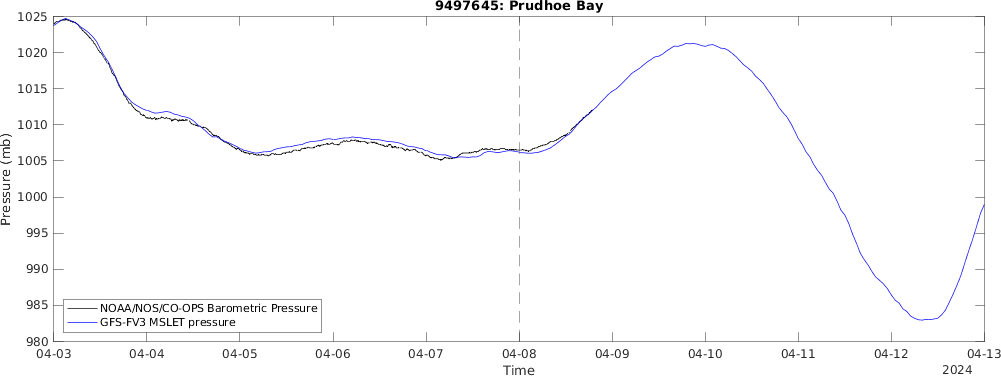 9497645: Prudhoe Bay
Pressure (mb)
1025
1020
1015
1010
1005
1000
995
990
985
980
NOAA/NOS/CO-OPS Barometric Pressure
GFS-FV3 MSLET pressure
04-03 04-04 04-05 04-06 04-07 04-08 04-09 04-10 04-11 04-12 04-13
Time
2024